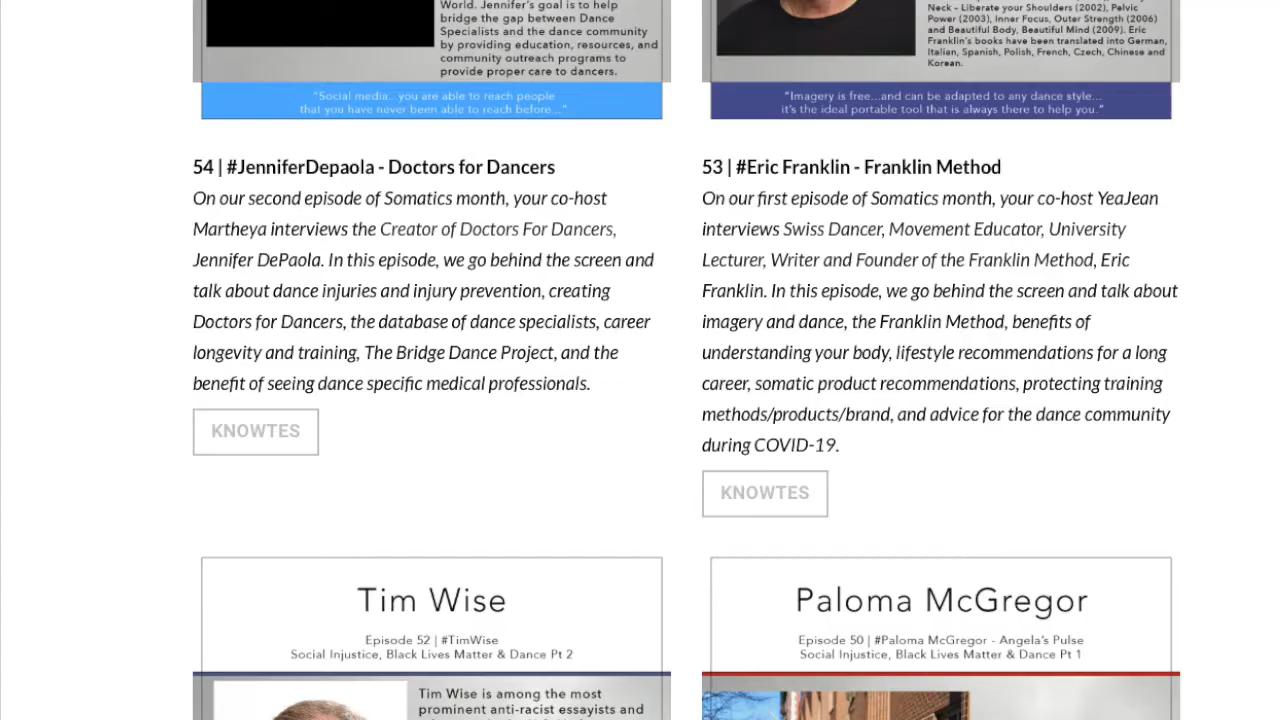 World. Jennifer's goal is to help
bridge the gap between Dance
Specialists and the dance community
by providing education, resources, and
community outreach programs to
provide proper care to dancers.
"Social media.. you are able to reach people
that you have never been able to reach before..."
Neck - Liberate your Shoulders (2002), Pelvic
Power (2003), Inner Focus, Outer Strength (2006)
and Beautiful Body, Beautiful Mind (2009). Eric
Franklin's books have been translated into German,
Italian, Spanish, Polish, French, Czech, Chinese and
Korean.
"Imagery is free...and can be adapted to any dance style...
it's the ideal portable tool that is always there to help you."
54 | #JenniferDepaola - Doctors for Dancers
On our second episode of Somatics month, your co-host
Martheya interviews the Creator of Doctors For Dancers,
Jennifer DePaola. In this episode, we go behind the screen and
talk about dance injuries and injury prevention, creating
Doctors for Dancers, the database of dance specialists, career
longevity and training, The Bridge Dance Project, and the
benefit of seeing dance specific medical professionals.
KNOWTES
53 | #Eric Franklin - Franklin Method
On our first episode of Somatics month, your co-host YeaJean
interviews Swiss Dancer, Movement Educator, University
Lecturer, Writer and Founder of the Franklin Method, Eric
Franklin. In this episode, we go behind the screen and talk about
imagery and dance, the Franklin Method, benefits of
understanding your body, lifestyle recommendations for a long
career, somatic product recommendations, protecting training
methods/products/brand, and advice for the dance community
during COVID-19.
KNOWTES
Tim Wise
Episode 52 | #TimWise
Social Injustice, Black Lives Matter & Dance Pt 2
Tim Wise is among the most
prominent anti-racist essayists and
Paloma McGregor
Episode 50 | #Paloma McGregor - Angela's Pulse
Social Injustice, Black Lives Matter & Dance Pt 1